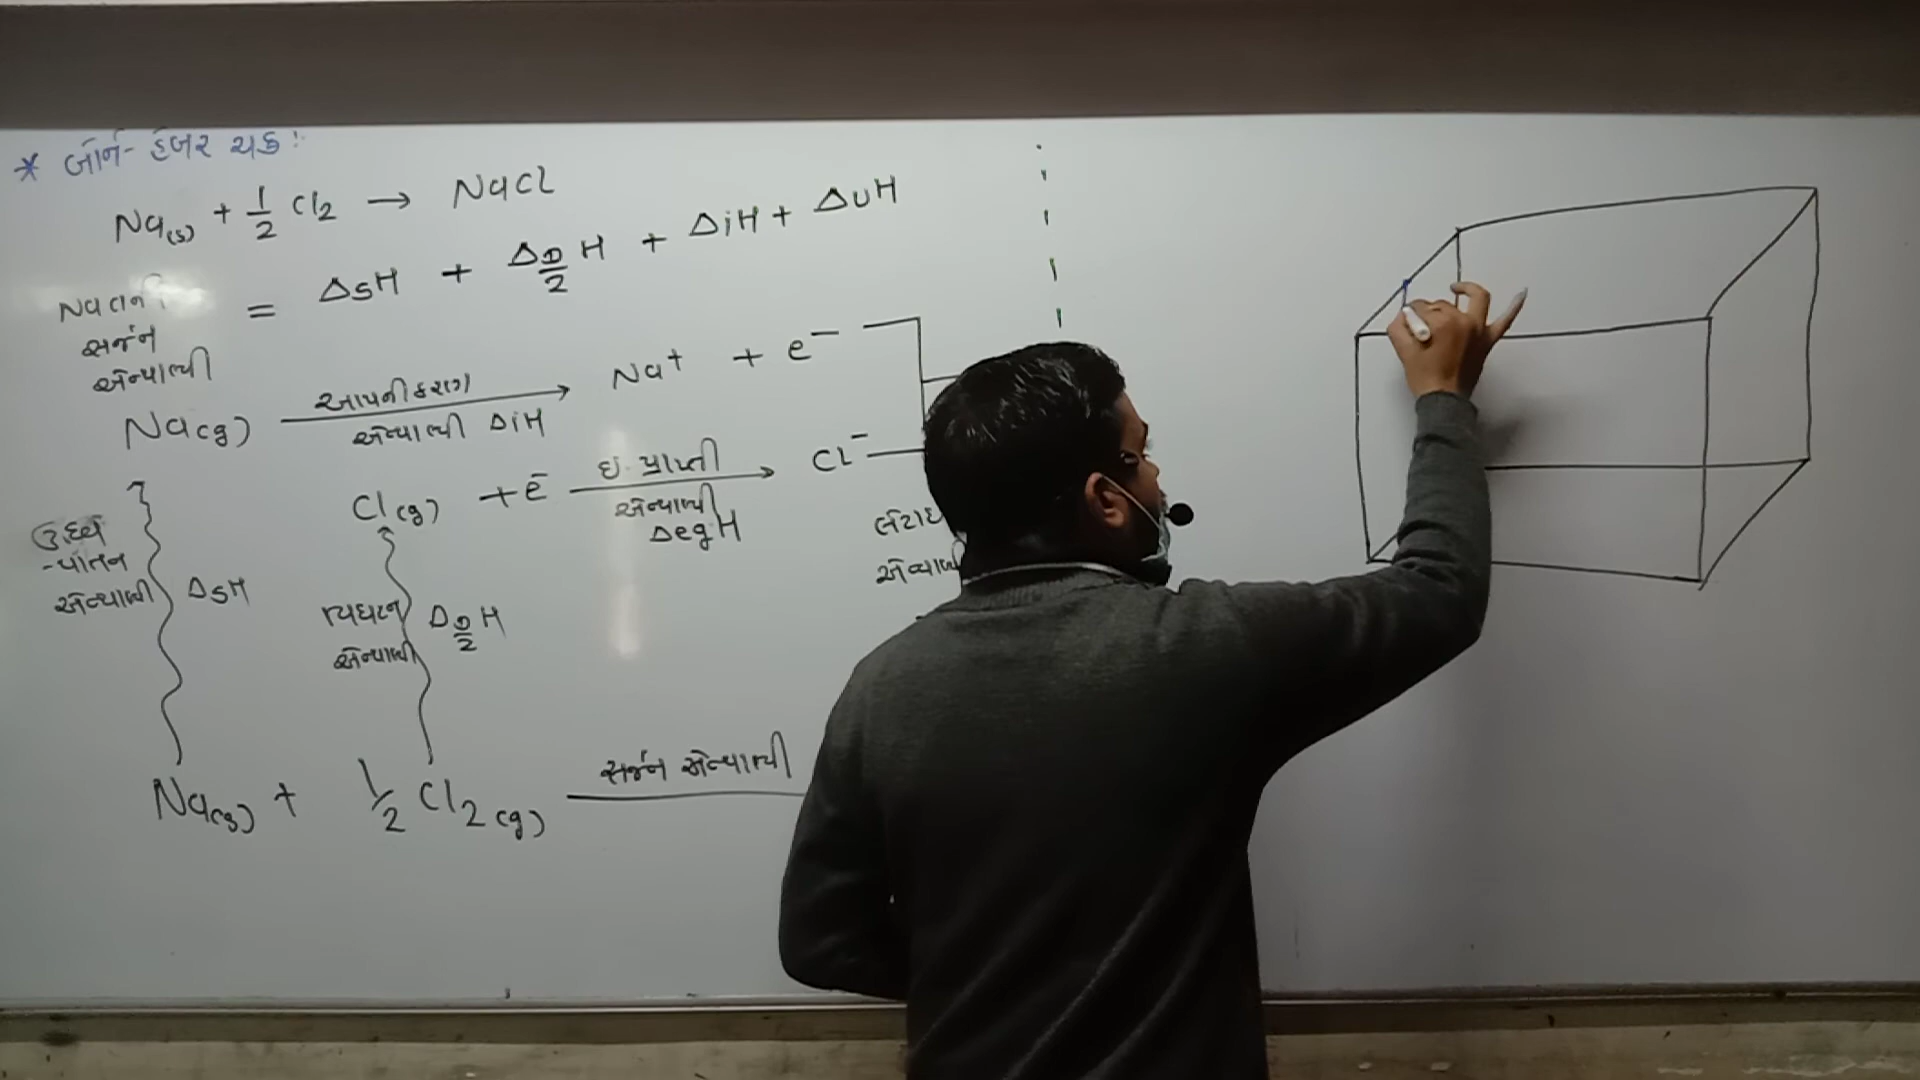 * બોર્ન-હેબર ચક્ર:
Na(s) + 1/2 Cl2 → NaCl
સર્જન
એન્થાલ્પી
= ΔsH + ΔD/2H + ΔiH + ΔuH
Na(g) આયનીકરણ એન્થાલ્પી ΔiH → Na+ + e−
Cl(g) + e− ઇ. પ્રાપ્તી એન્થાલ્પી ΔegH → Cl−
ઉર્ધ્વ
-પાતન
એન્થાલ્પી ΔsH
એન્થાલ્પી ΔD/2H
Na(s) + 1/2 Cl2(g) સર્જન એન્થાલ્પી